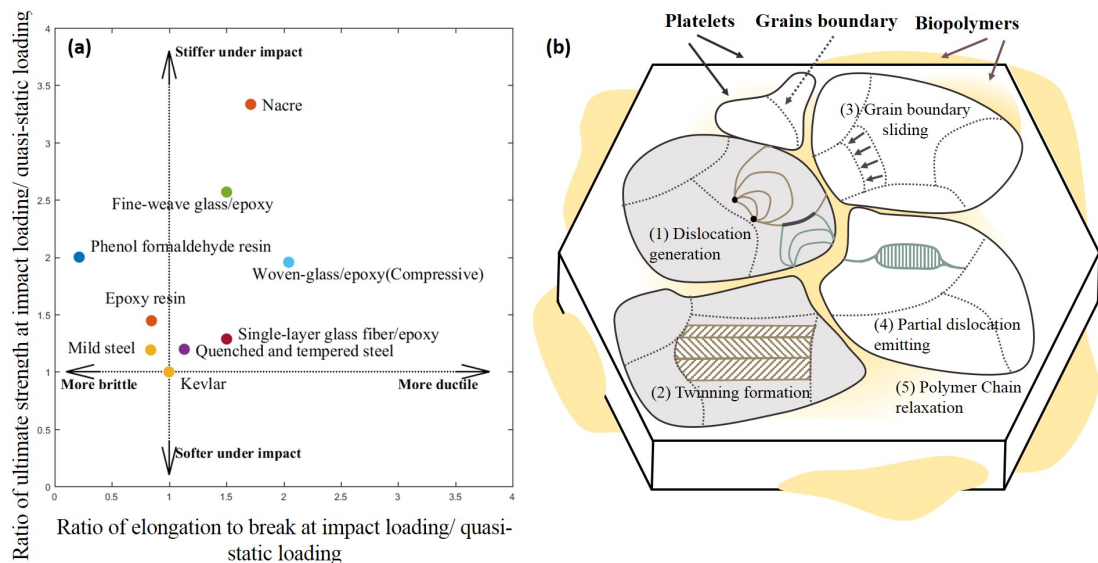 (a)
Ratio of ultimate strength at impact loading/ quasi-static loading
4
3.5
3
2.5
2
1.5
1
0.5
0
Stiffer under impact
Nacre
Fine-weave glass/epoxy
Phenol formaldehyde resin
Woven-glass/epoxy(Compressive)
Epoxy resin
Single-layer glass fiber/epoxy
Mild steel
Quenched and tempered steel
More brittle
Kevlar
More ductile
Softer under impact
0 0.5 1 1.5 2 2.5 3 3.5 4
Ratio of elongation to break at impact loading/ quasi-
static loading
(b)
Platelets
Grains boundary
Biopolymers
(3) Grain boundary
sliding
(1) Dislocation
generation
(4) Partial dislocation
emitting
(2) Twinning formation
(5) Polymer Chain
relaxation